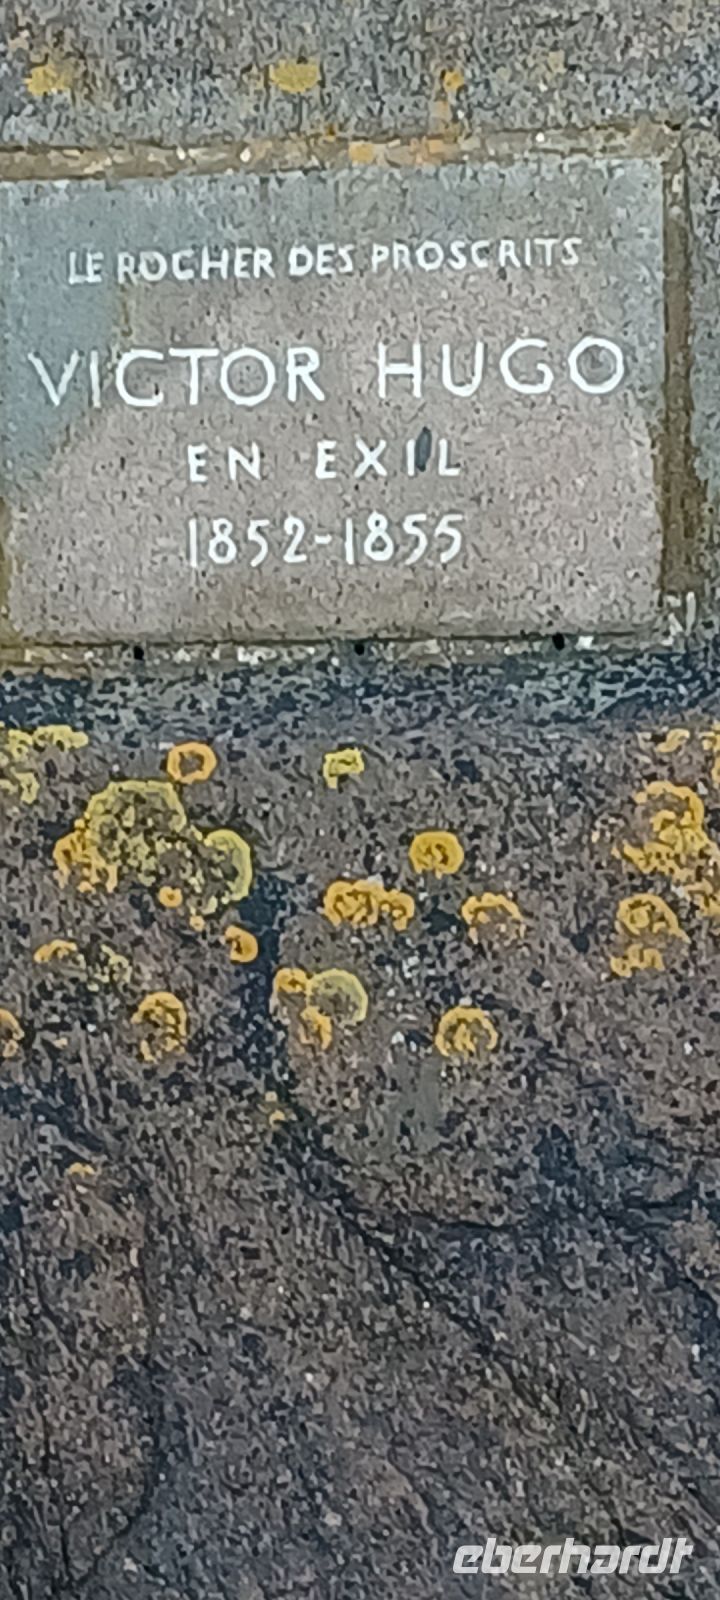 LE ROCHER DES PROSCRITS
VICTOR HUGO
EN EXIL
1852-1855
eberhardt